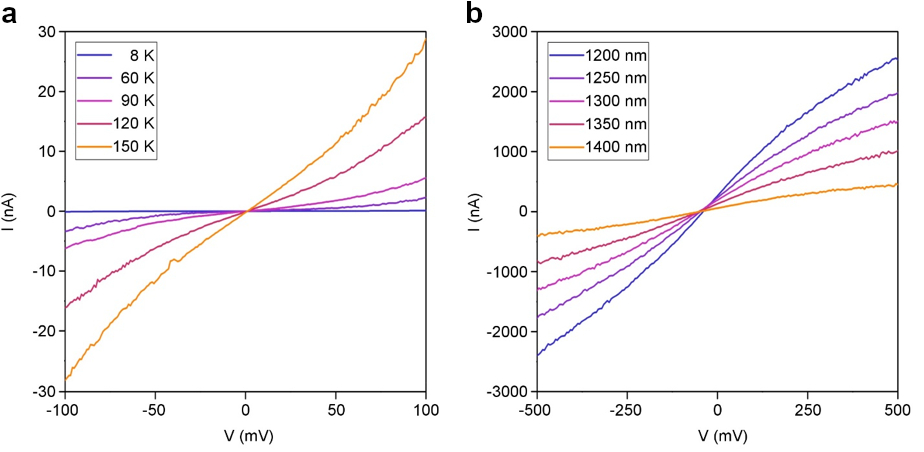 a
I (nA)
30
20
10
0
-10
-20
-30
8 K
60 K
90 K
120 K
150 K
-100
-50
0
50
100
V (mV)
b
I (nA)
3000
2000
1000
0
-1000
-2000
-3000
1200 nm
1250 nm
1300 nm
1350 nm
1400 nm
-500
-250
0
250
500
V (mV)